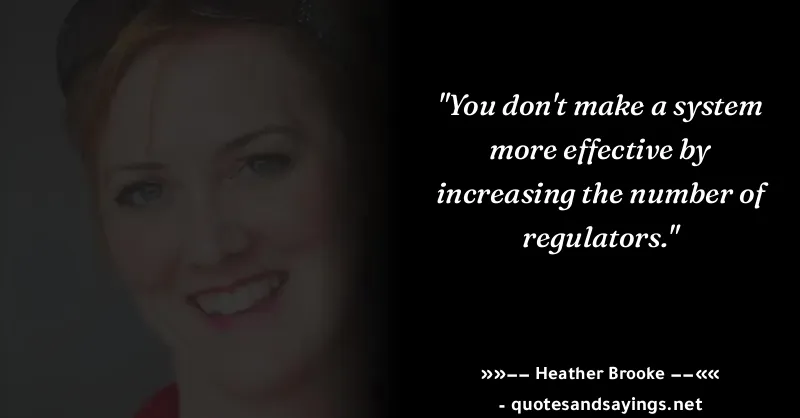 "You don't make a system
more effective by
increasing the number of
regulators."
»»−− Heather Brooke −−««
- quotesandsayings.net